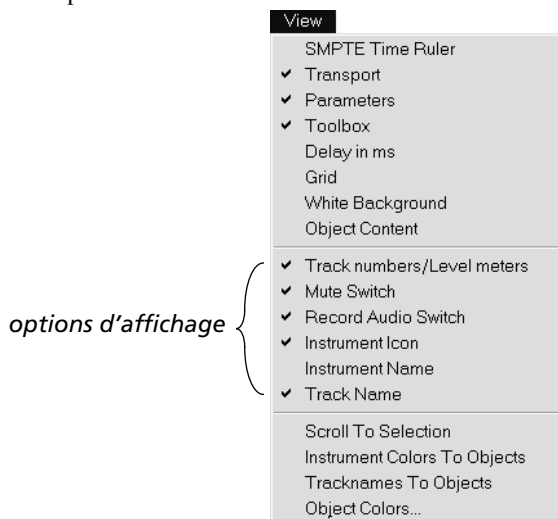 View
SMPTE Time Ruler
✓ Transport
✓ Parameters
✓ Toolbox
Delay in ms
Grid
White Background
Object Content
options d'affichage
✓ Track numbers/Level meters
✓ Mute Switch
✓ Record Audio Switch
✓ Instrument Icon
Instrument Name
✓ Track Name
Scroll To Selection
Instrument Colors To Objects
Tracknames To Objects
Object Colors...